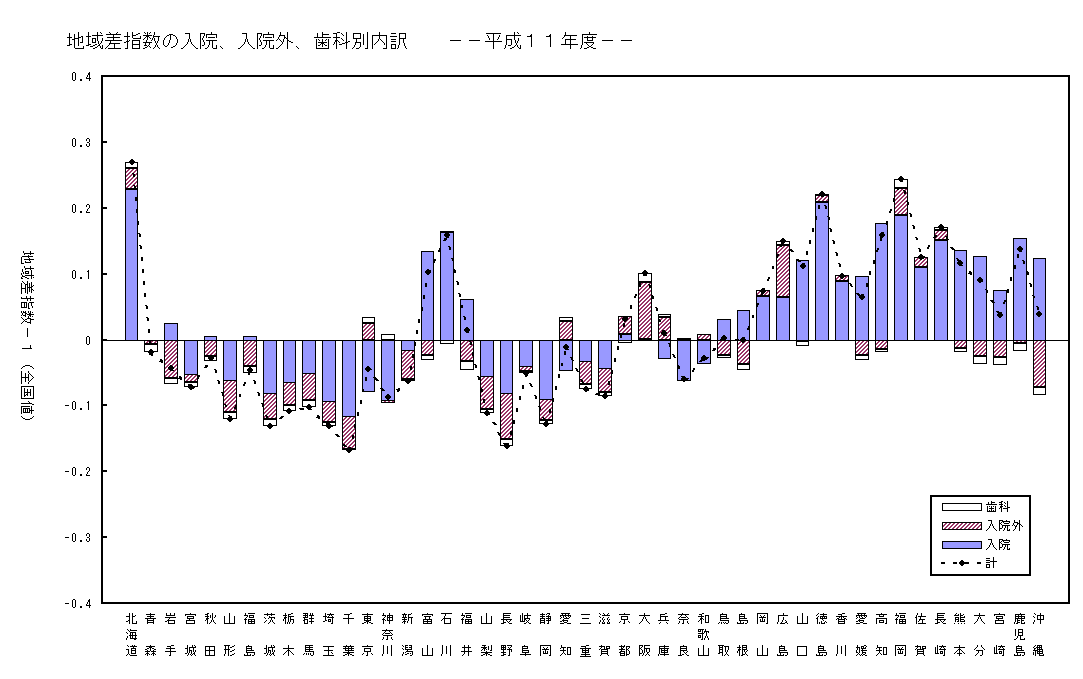 地域差指数の入院、入院外、歯科別内訳　　－－平成１１年度－－
0.4
0.3
0.2
0.1
0
-0.1
-0.2
-0.3
-0.4
地域差指数－1（全国値）
歯科
入院外
入院
計
北海道
青森
岩手
宮城
秋田
山形
福島
茨城
栃木
群馬
埼玉
千葉
東京
神奈川
新潟
富山
石川
福井
山梨
長野
岐阜
静岡
愛知
三重
滋賀
京都
大阪
兵庫
奈良
和歌山
鳥取
島根
岡山
広島
山口
徳島
香川
愛媛
高知
福岡
佐賀
長崎
熊本
大分
宮崎
鹿児島
沖縄